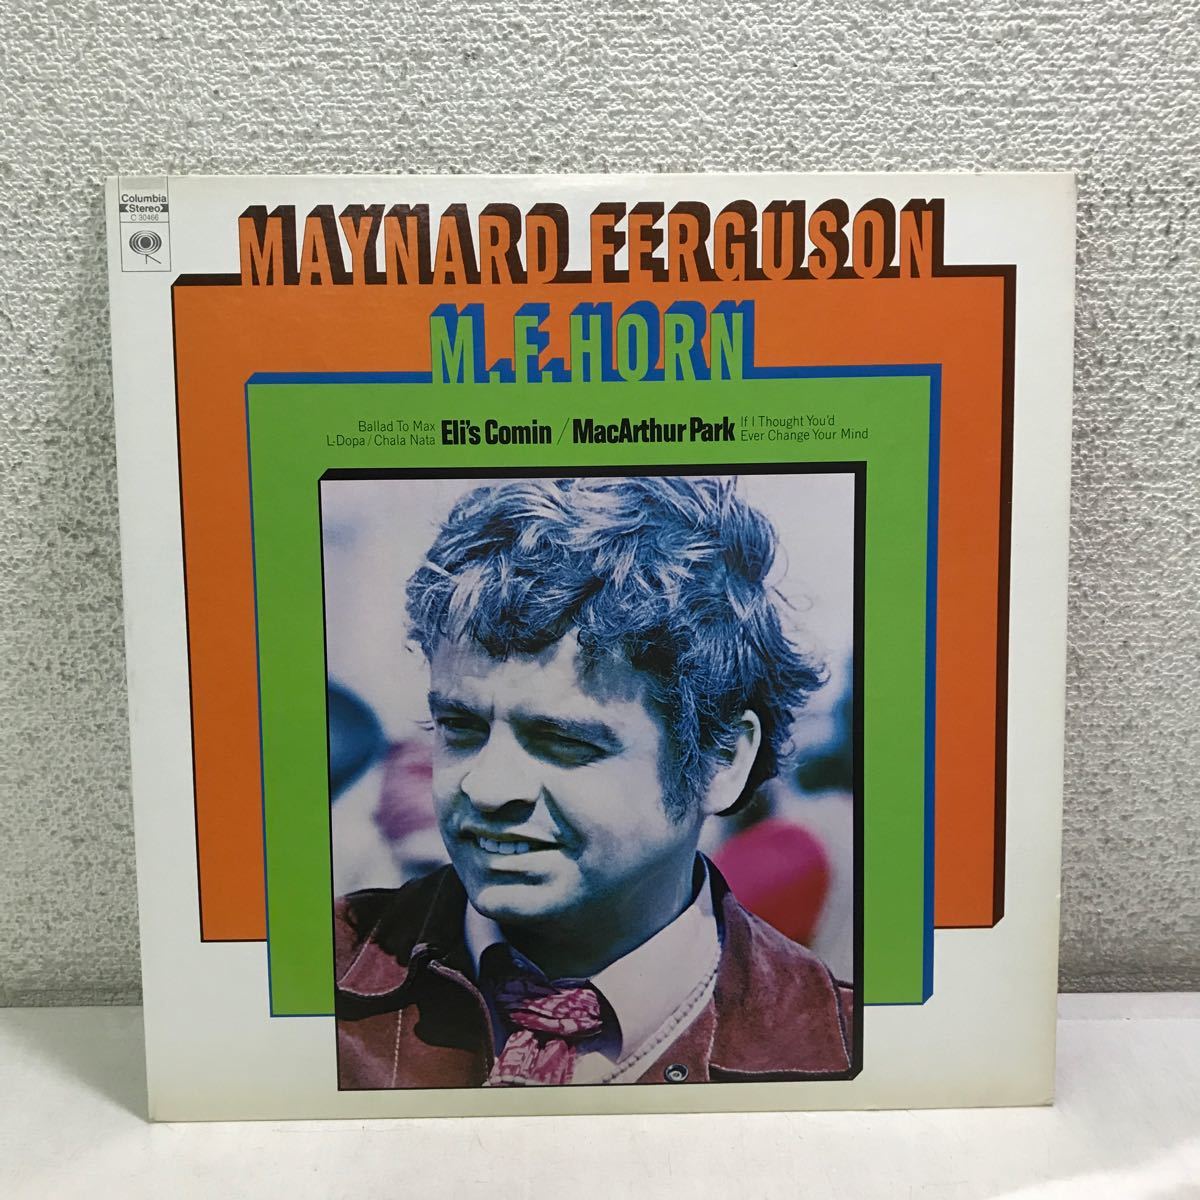 Columbia
Stereo
C 30466
MAYNARD FERGUSON
M.F.HORN
Ballad To Max
L-Dopa/Chala Nata
Eli's Comin / MacArthur Park
If I Thought You'd
Ever Change Your Mind